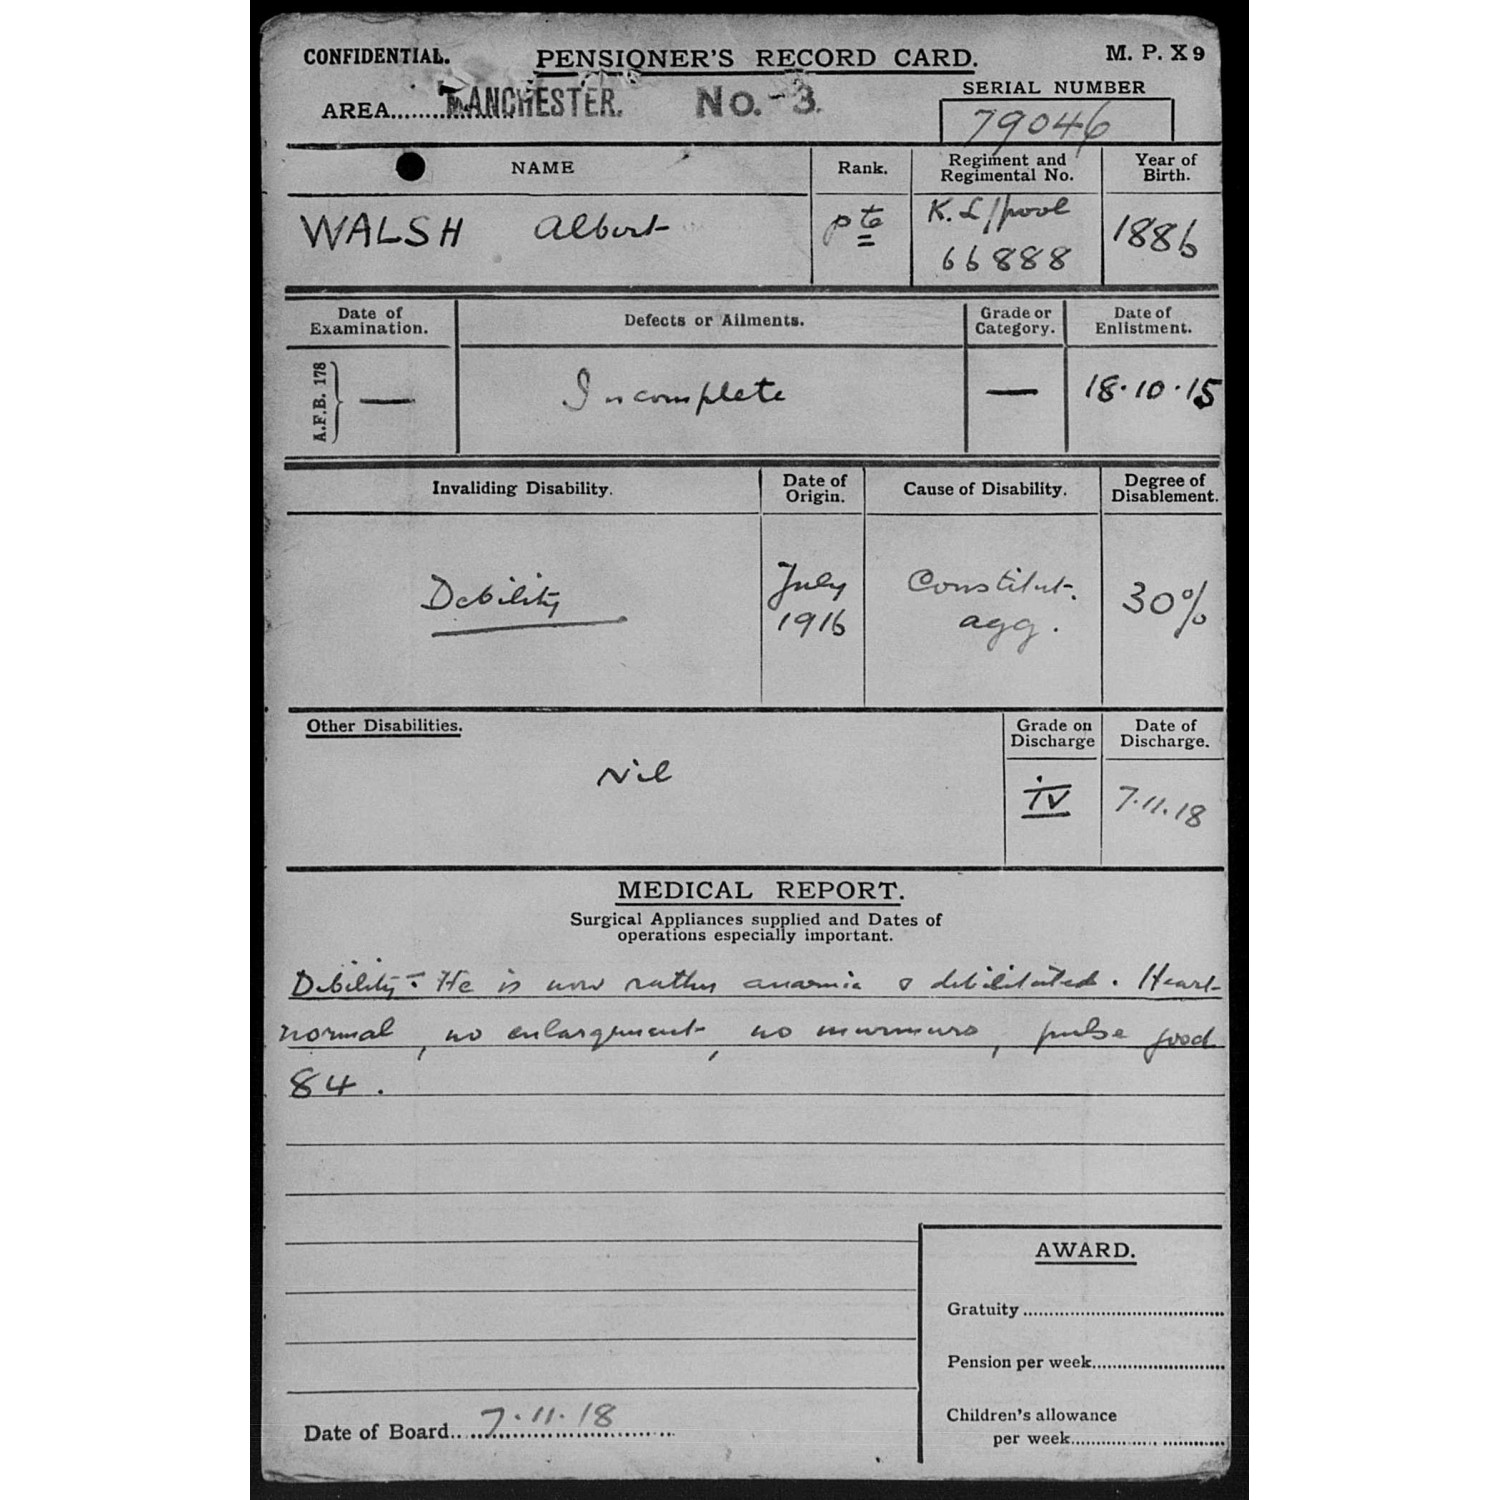 CONFIDENTIAL. PENSIONER'S RECORD CARD. M. P. X 9
AREA............ MANCHESTER. No. - 3.
SERIAL NUMBER
79046
NAME
Rank.
Regiment and
Regimental No.
Year of
Birth.
WALSH Albert
pte
K. L/pool
66888
1886
Date of
Examination.
Defects or Ailments.
Grade or
Category.
Date of
Enlistment.
A.F.B. 178
—
Incomplete
—
18·10·15
Invaliding Disability.
Date of
Origin.
Cause of Disability.
Degree of
Disablement.
Debility
July
1916
Constitut.
agg.
30%
Other Disabilities.
Grade on
Discharge
Date of
Discharge.
Nil
IV
7.11.18
MEDICAL REPORT.
Surgical Appliances supplied and Dates of
operations especially important.
Debility - He is now rather anaemic & debilitated. Heart
normal, no enlargement, no murmurs, pulse good
84.
AWARD.
Gratuity
Pension per week
Children's allowance
per week
Date of Board 7.11.18